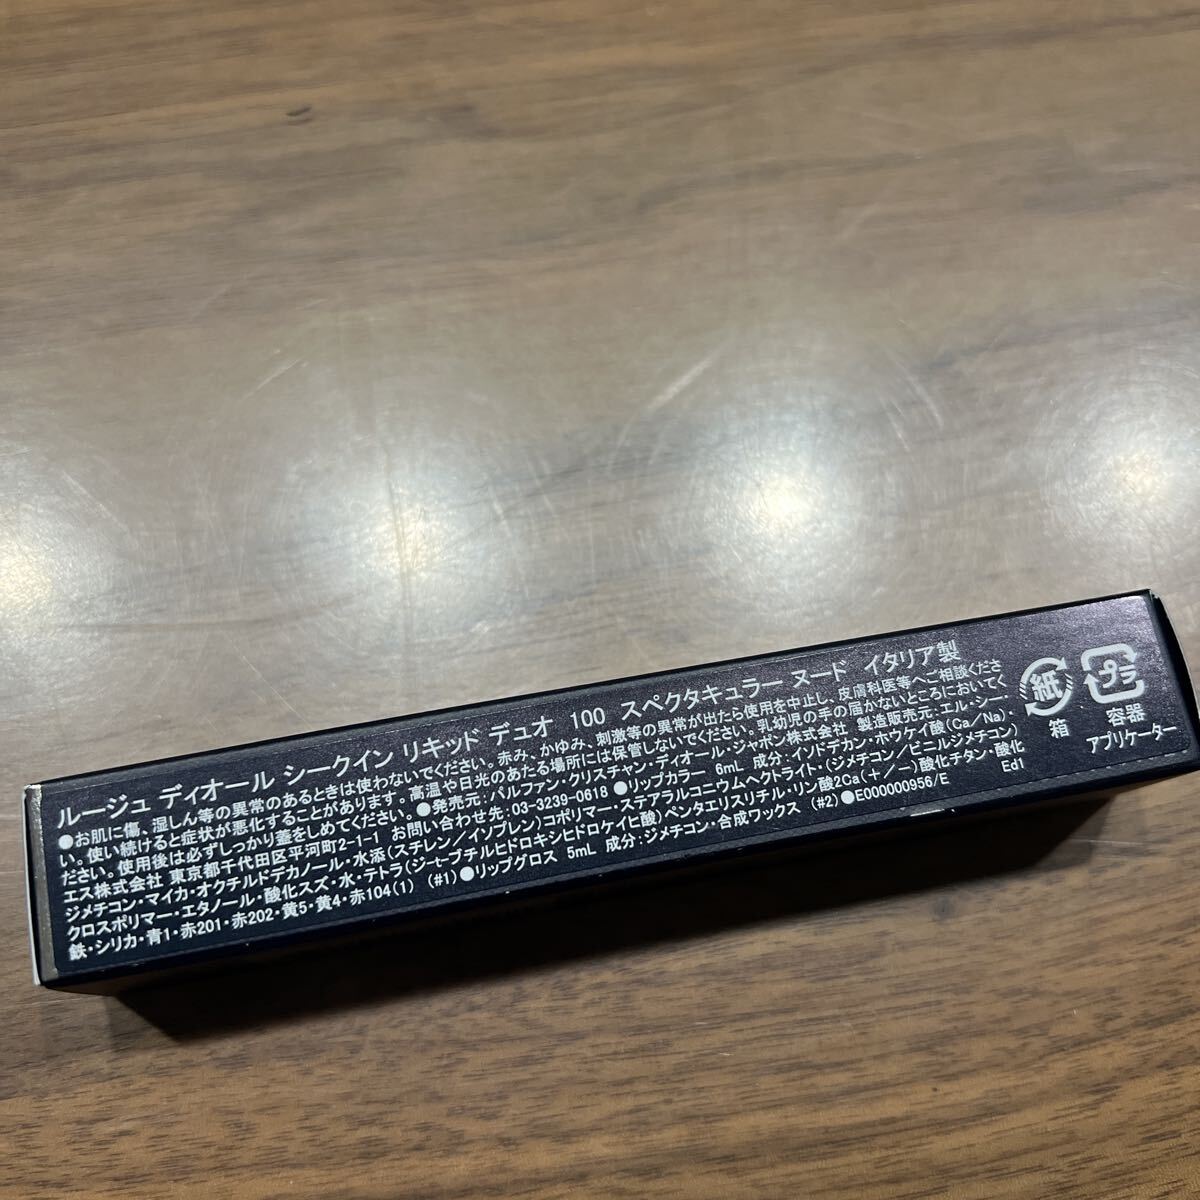 ルージュ ディオール シークイン リキッド デュオ 100 スペクタキュラー ヌード イタリア製
●お肌に傷、湿しん等の異常のあるときは使わないでください。赤み、かゆみ、刺激等の異常が出たら使用を中止し、皮膚科医等へご相談くださ
い。使い続けると症状が悪化することがあります。高温や日光のあたる場所には保管しないでください。乳幼児の手の届かないところにおいてく
ださい。使用後は必ずしっかり蓋をしめてください。●発売元:パルファン・クリスチャン・ディオール・ジャポン株式会社 製造販売元:エル・シー・
エス株式会社 東京都千代田区平河町2-1-1 お問い合わせ先:03-3239-0618●リップカラー 6mL 成分:イソドデカン・ホウケイ酸(Ca/Na)・
ジメチコン・マイカ・オクチルドデカノール・水添(スチレン/イソプレン)コポリマー・ステアラルコニウムヘクトライト・(ジメチコン/ビニルジメチコン)
クロスポリマー・エタノール・酸化スズ・水・テトラ(ジ-t-ブチルヒドロキシヒドロケイヒ酸)ペンタエリスリチル・リン酸2Ca(+/-)酸化チタン・酸化
鉄・シリカ・青1・赤201・赤202・黄5・黄4・赤104(1) (#1)●リップグロス 5mL 成分:ジメチコン・合成ワックス (#2)●E000000956/E Ed1
紙
箱
プラ
容器
アプリケーター